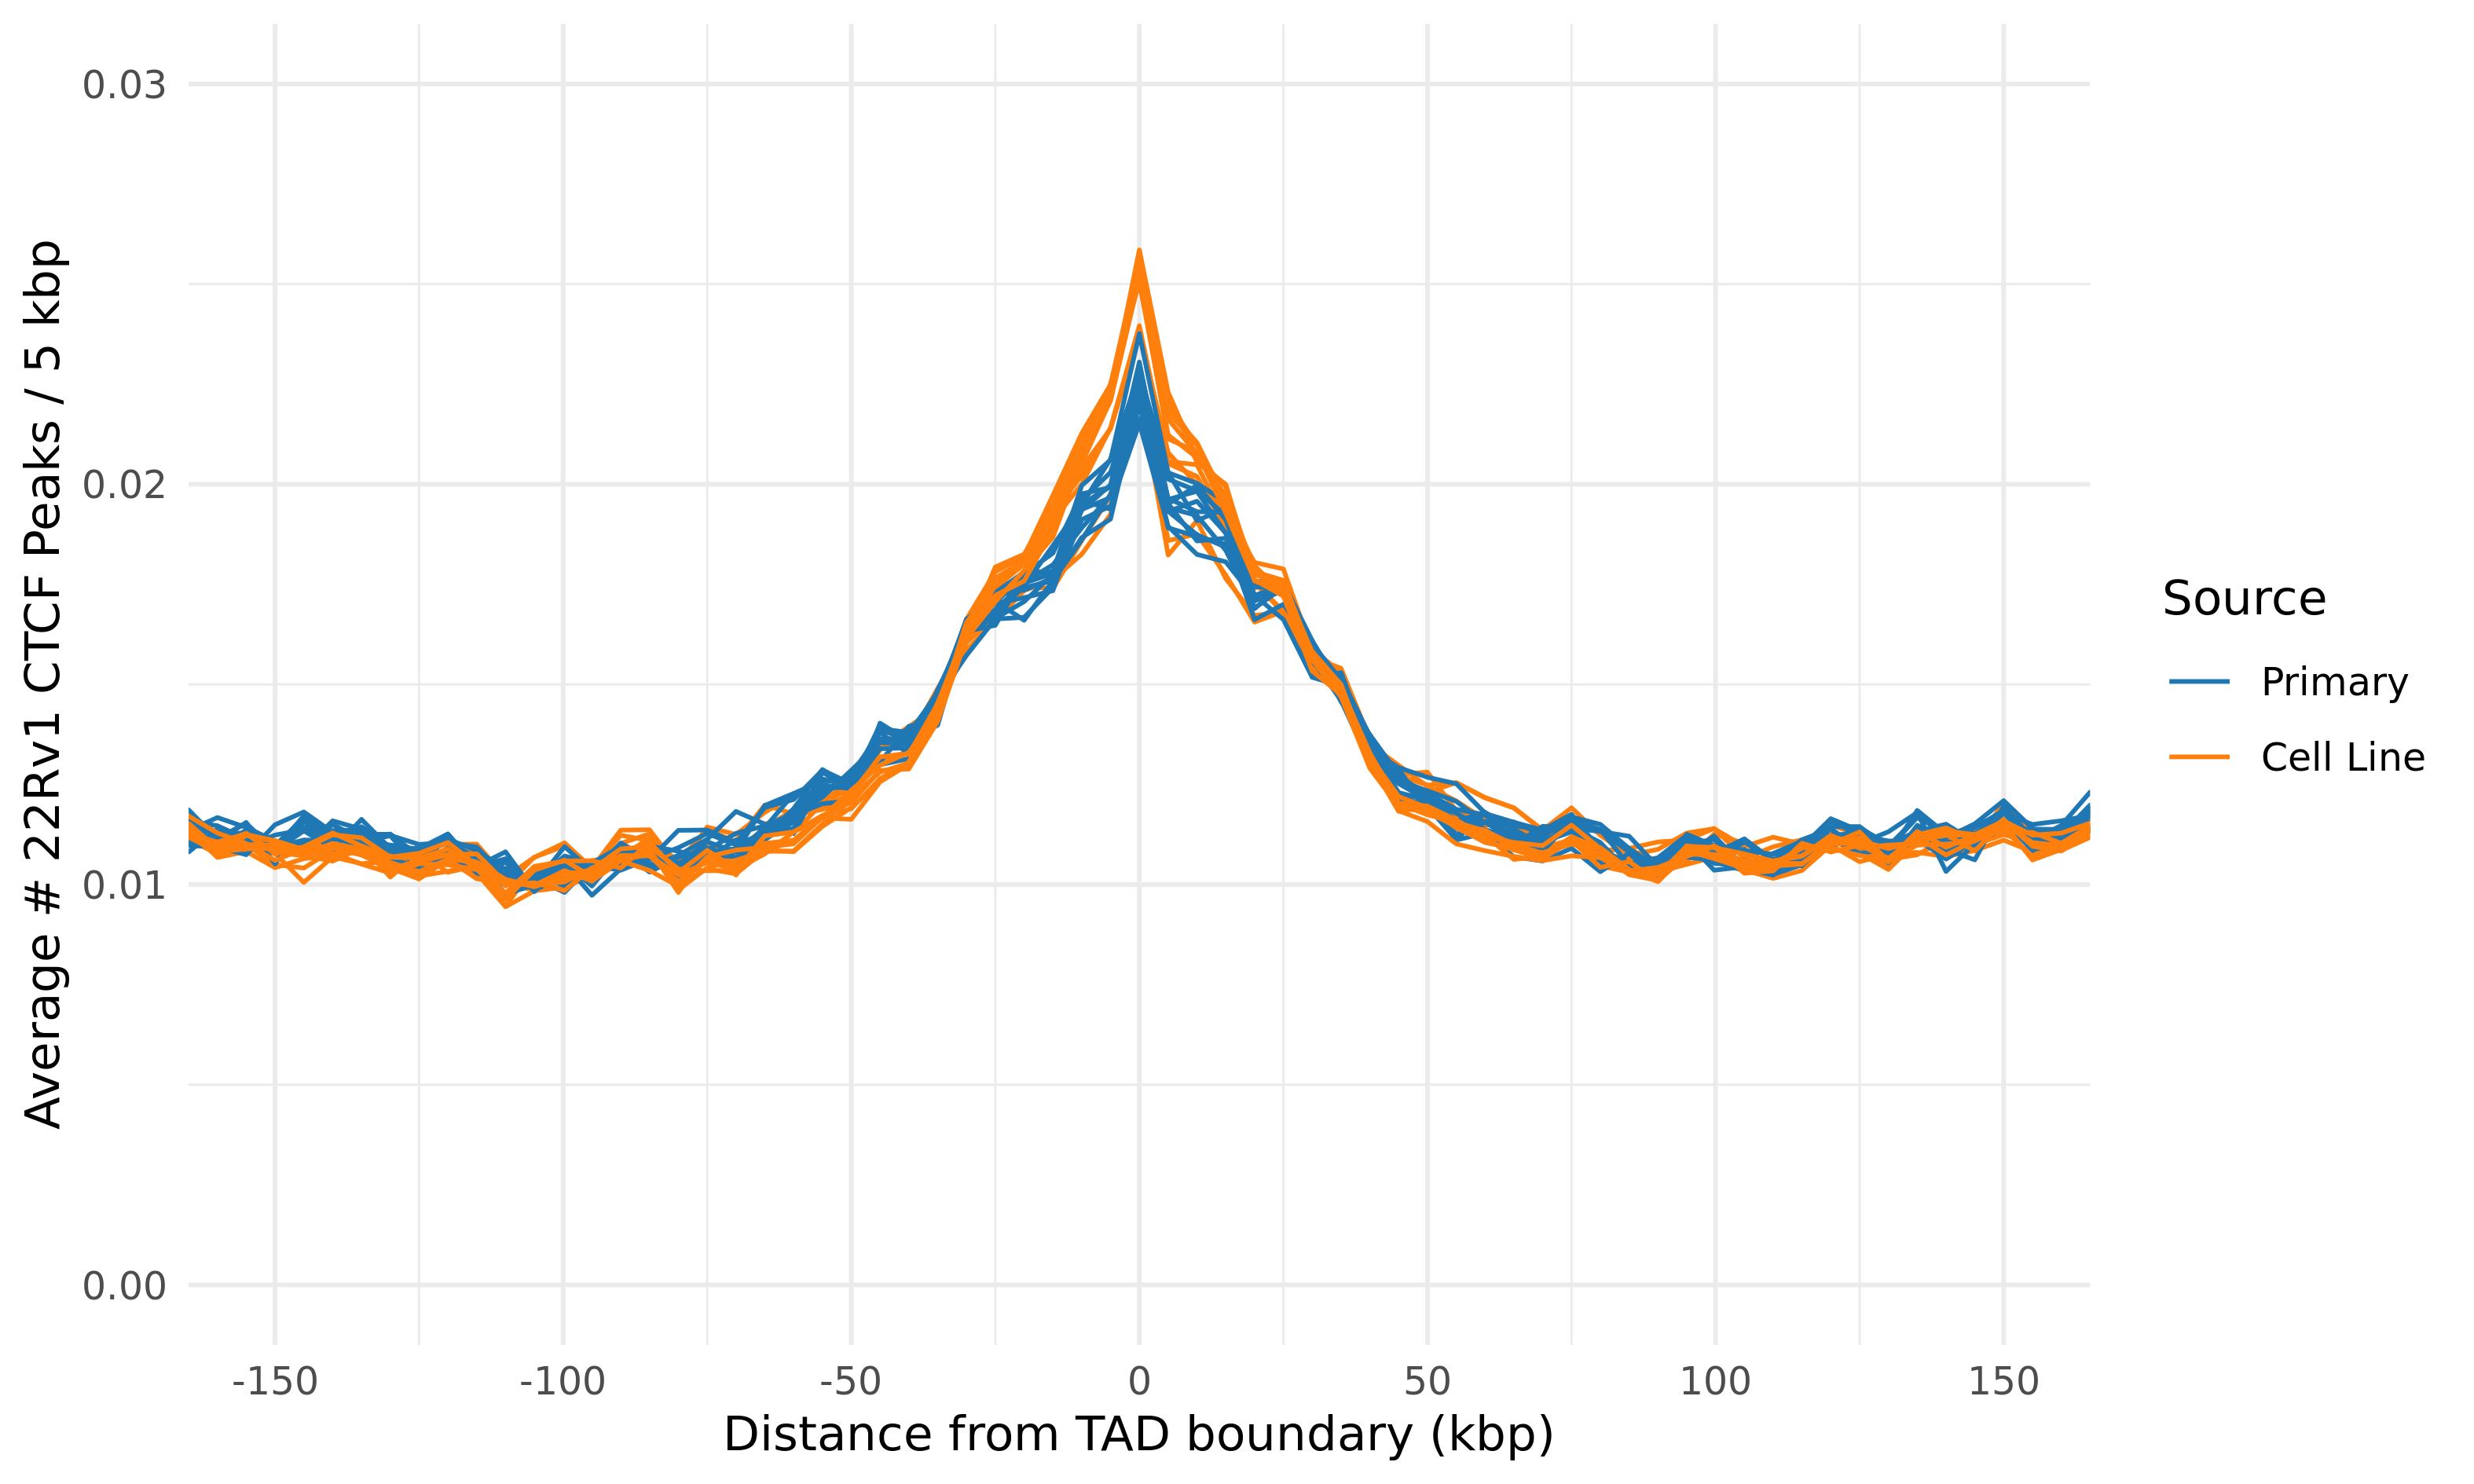 0.03
0.02
0.01
0.00
Average # 22Rv1 CTCF Peaks / 5 kbp
-150 -100 -50 0 50 100 150
Distance from TAD boundary (kbp)
Source
Primary
Cell Line